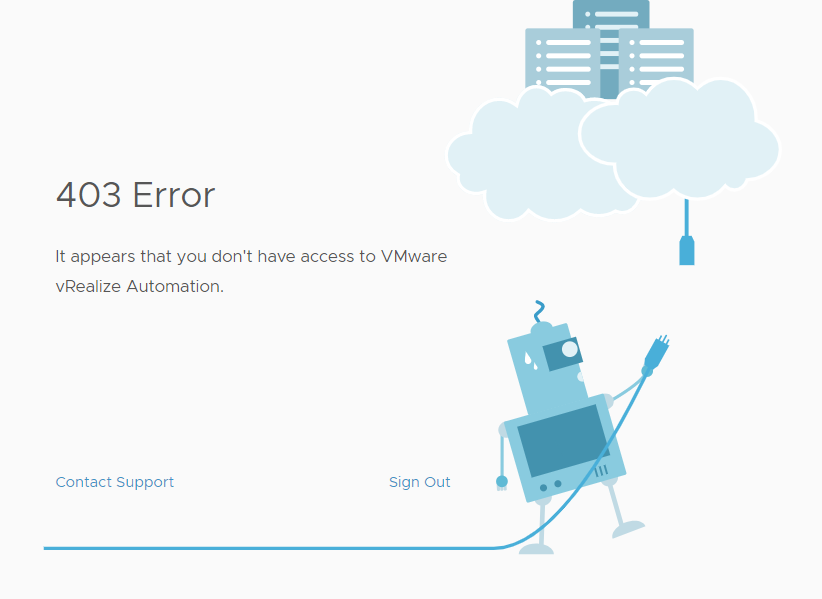 403 Error
It appears that you don't have access to VMware
vRealize Automation.
Contact Support
Sign Out